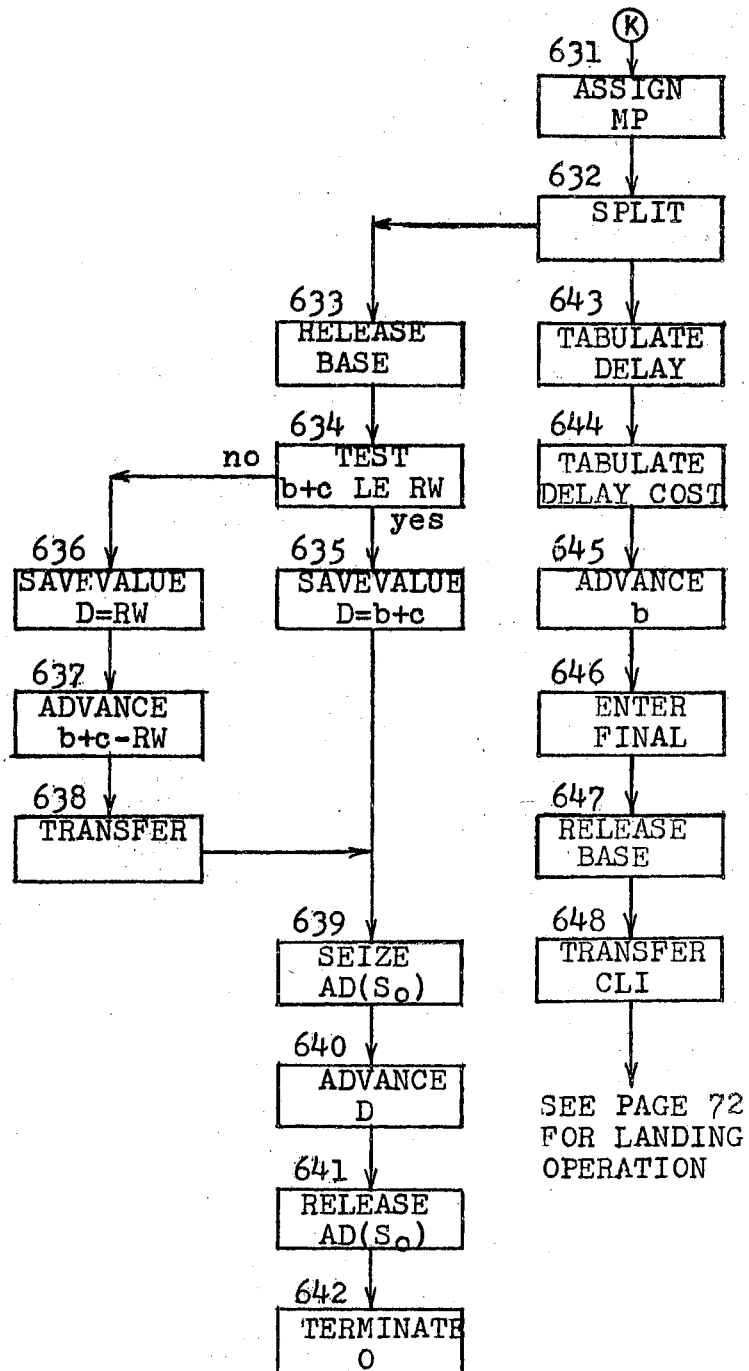 K
631
ASSIGN
MP
632
SPLIT
633
RELEASE
BASE
634
TEST
b+c LE RW
no
yes
636
SAVEVALUE
D=RW
635
SAVEVALUE
D=b+c
637
ADVANCE
b+c-RW
638
TRANSFER
639
SEIZE
AD(So)
640
ADVANCE
D
641
RELEASE
AD(So)
642
TERMINATE
0
643
TABULATE
DELAY
644
TABULATE
DELAY COST
645
ADVANCE
b
646
ENTER
FINAL
647
RELEASE
BASE
648
TRANSFER
CLI
SEE PAGE 72
FOR LANDING
OPERATION